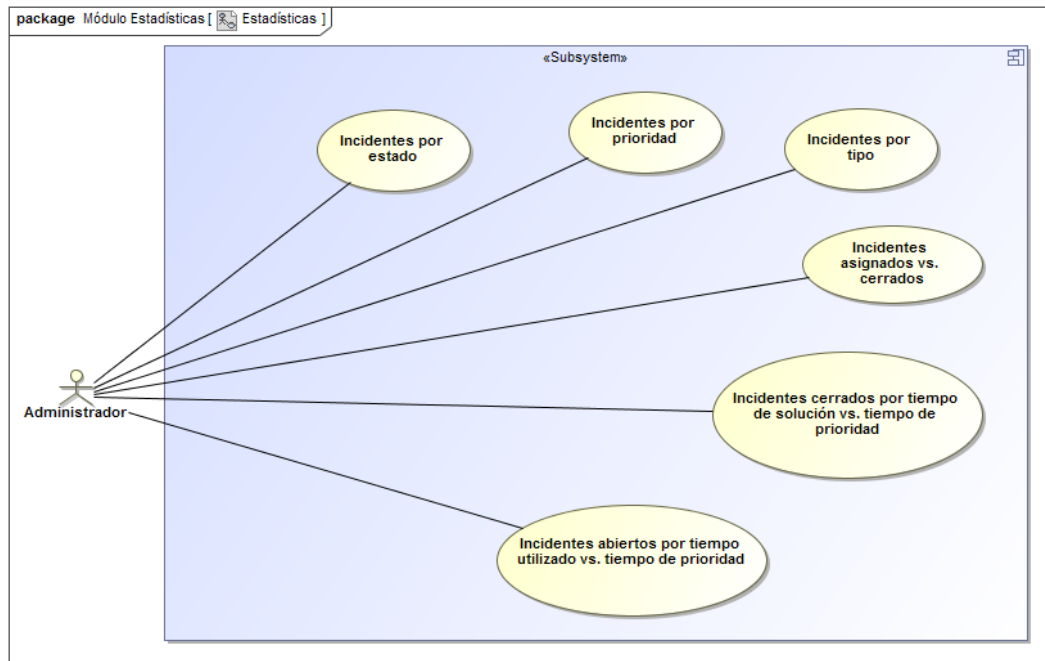 package Módulo Estadísticas [ Estadísticas ]
«Subsystem»
Incidentes por
estado
Incidentes por
prioridad
Incidentes por
tipo
Incidentes
asignados vs.
cerrados
Administrador
Incidentes cerrados por tiempo
de solución vs. tiempo de
prioridad
Incidentes abiertos por tiempo
utilizado vs. tiempo de prioridad